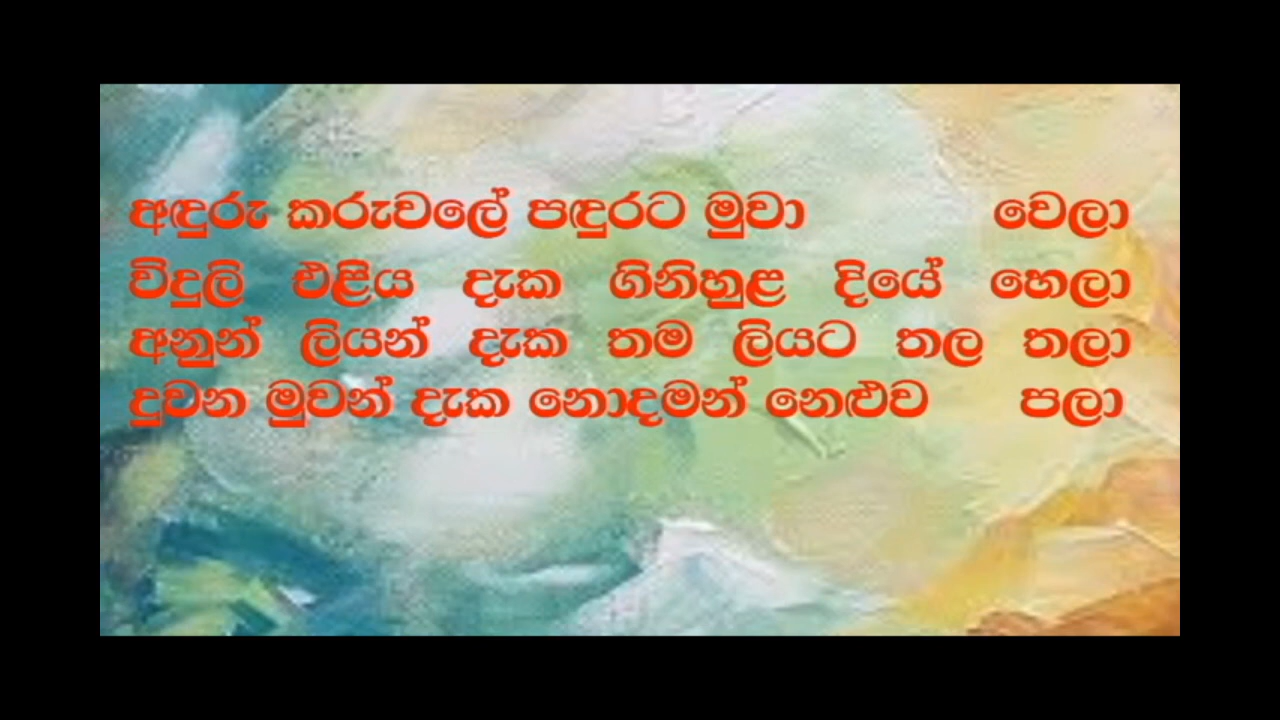 අඳුරු කරුවලේ පඳුරට මුවා වෙලා
විදුලි එළිය දැක ගිනිහුළ දියේ හෙලා
අනුන් ලියන් දැක තම ලියට තල තලා
දුවන මුවන් දැක නොදමන් නෙළුව පලා